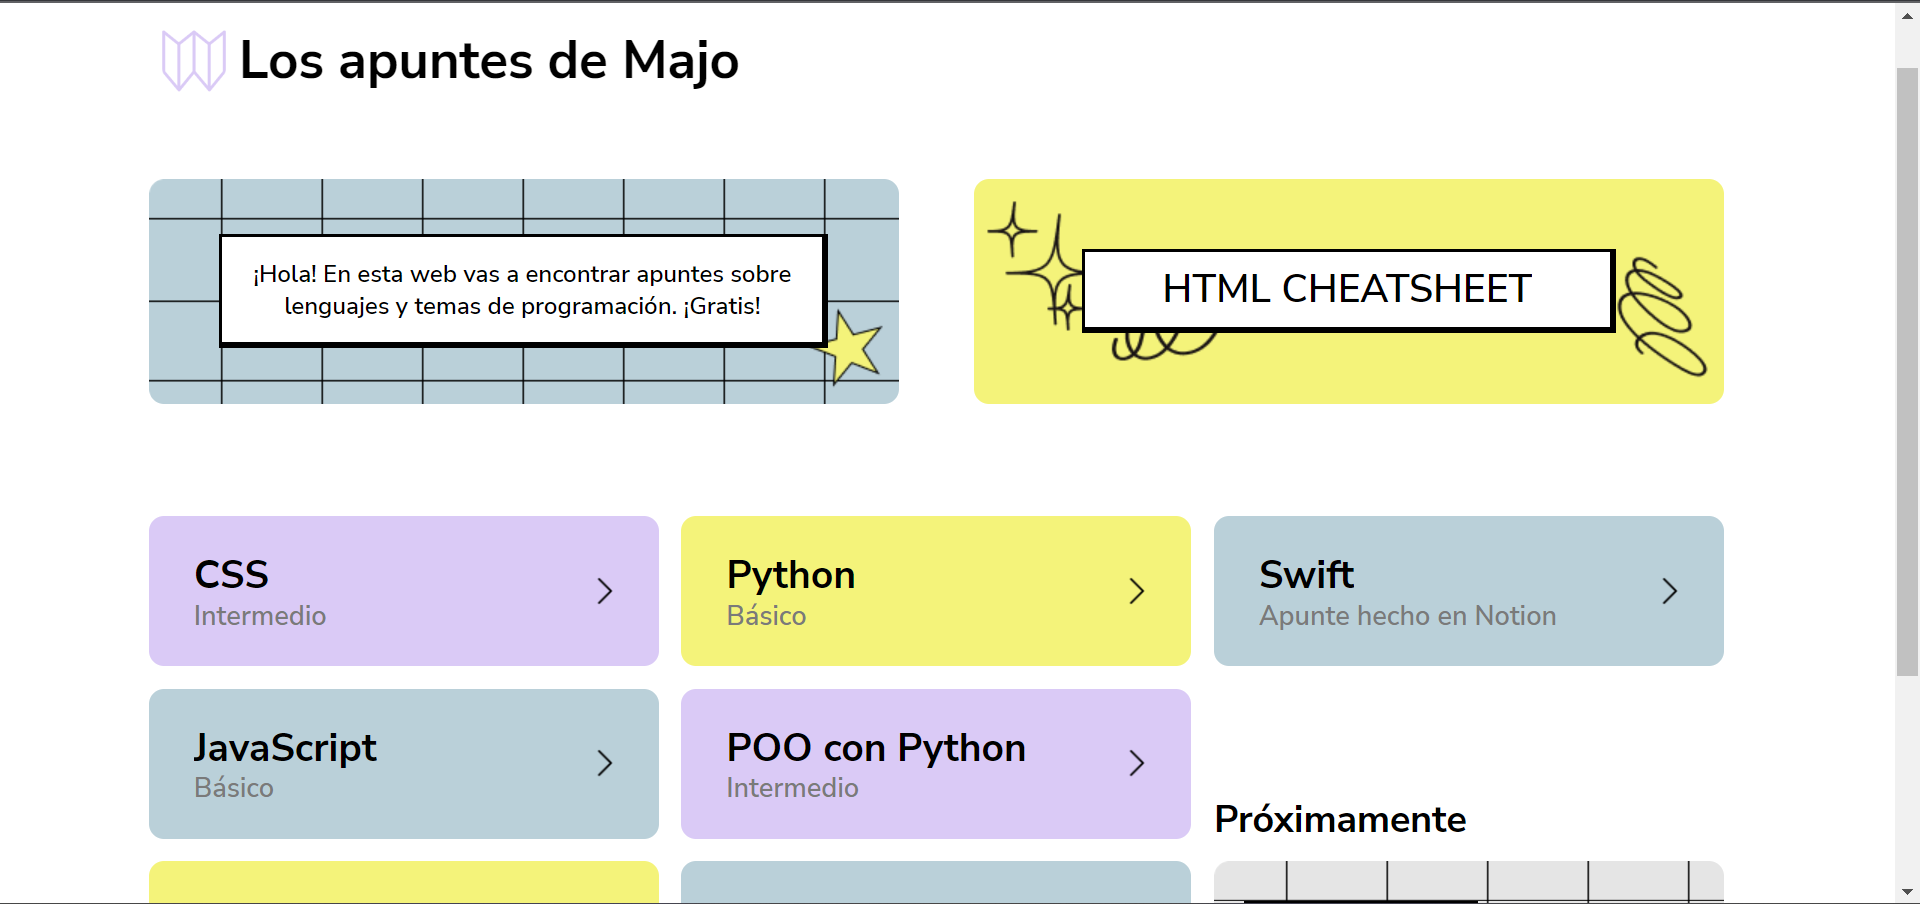 Los apuntes de Majo
¡Hola! En esta web vas a encontrar apuntes sobre
lenguajes y temas de programación. ¡Gratis!
HTML CHEATSHEET
CSS
Intermedio
Python
Básico
Swift
Apunte hecho en Notion
JavaScript
Básico
POO con Python
Intermedio
Próximamente